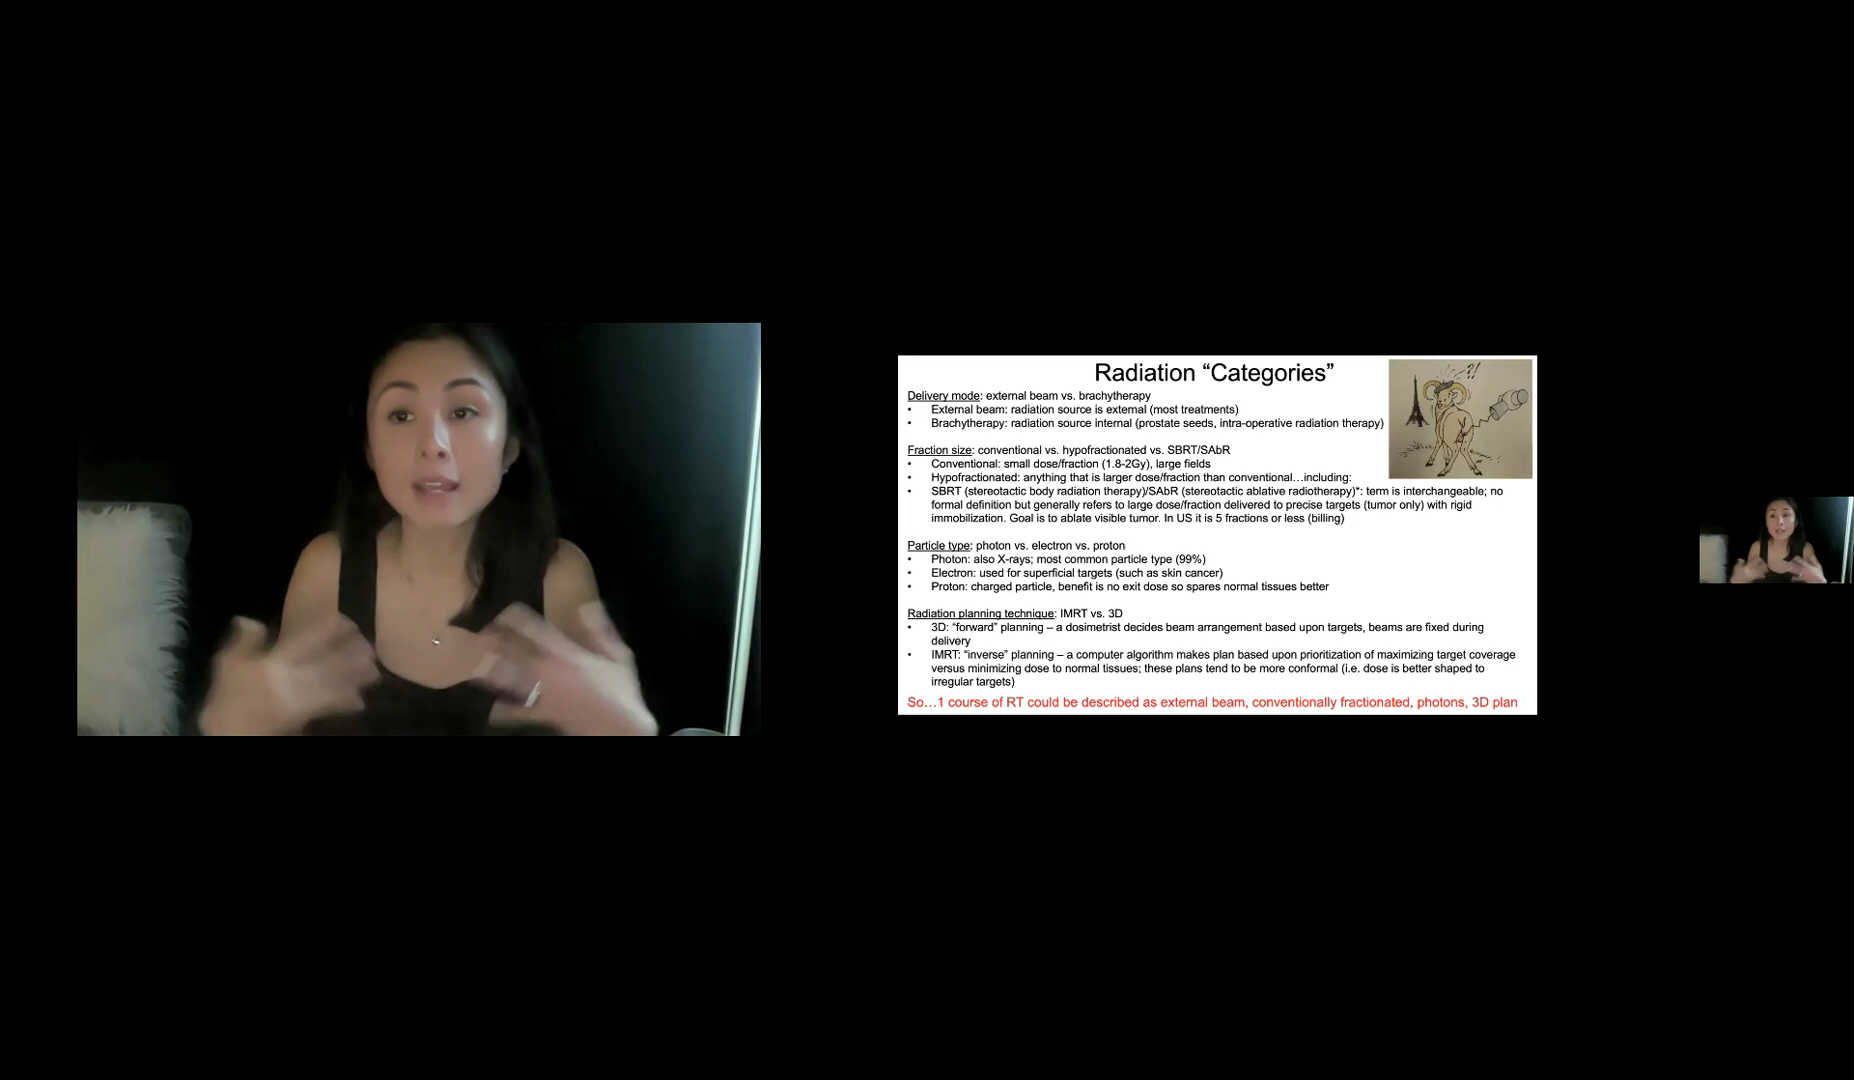 Radiation “Categories”
?!
Delivery mode: external beam vs. brachytherapy
• External beam: radiation source is external (most treatments)
• Brachytherapy: radiation source internal (prostate seeds, intra-operative radiation therapy)
Fraction size: conventional vs. hypofractionated vs. SBRT/SAbR
• Conventional: small dose/fraction (1.8-2Gy), large fields
• Hypofractionated: anything that is larger dose/fraction than conventional…including:
• SBRT (stereotactic body radiation therapy)/SAbR (stereotactic ablative radiotherapy)*: term is interchangeable; no
formal definition but generally refers to large dose/fraction delivered to precise targets (tumor only) with rigid
immobilization. Goal is to ablate visible tumor. In US it is 5 fractions or less (billing)
Particle type: photon vs. electron vs. proton
• Photon: also X-rays; most common particle type (99%)
• Electron: used for superficial targets (such as skin cancer)
• Proton: charged particle, benefit is no exit dose so spares normal tissues better
Radiation planning technique: IMRT vs. 3D
• 3D: “forward” planning – a dosimetrist decides beam arrangement based upon targets, beams are fixed during
delivery
• IMRT: “inverse” planning – a computer algorithm makes plan based upon prioritization of maximizing target coverage
versus minimizing dose to normal tissues; these plans tend to be more conformal (i.e. dose is better shaped to
irregular targets)
So…1 course of RT could be described as external beam, conventionally fractionated, photons, 3D plan